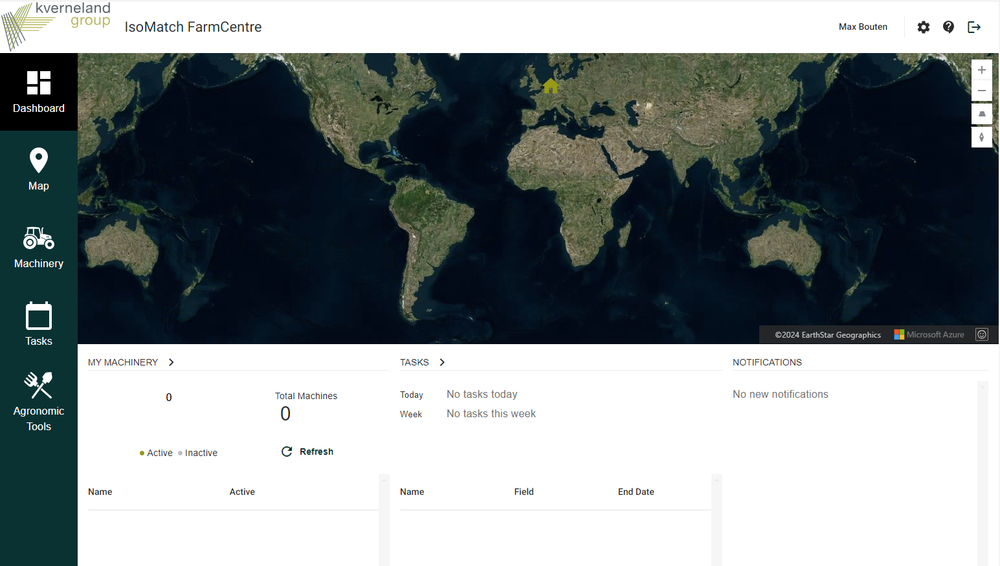 kverneland
group
IsoMatch FarmCentre
Max Bouten
Dashboard
Map
Machinery
Tasks
Agronomic
Tools
©2024 EarthStar Geographics
Microsoft Azure
MY MACHINERY
0
Total Machines
0
Active
Inactive
Refresh
Name
Active
TASKS
Today
No tasks today
Week
No tasks this week
Name
Field
End Date
NOTIFICATIONS
No new notifications